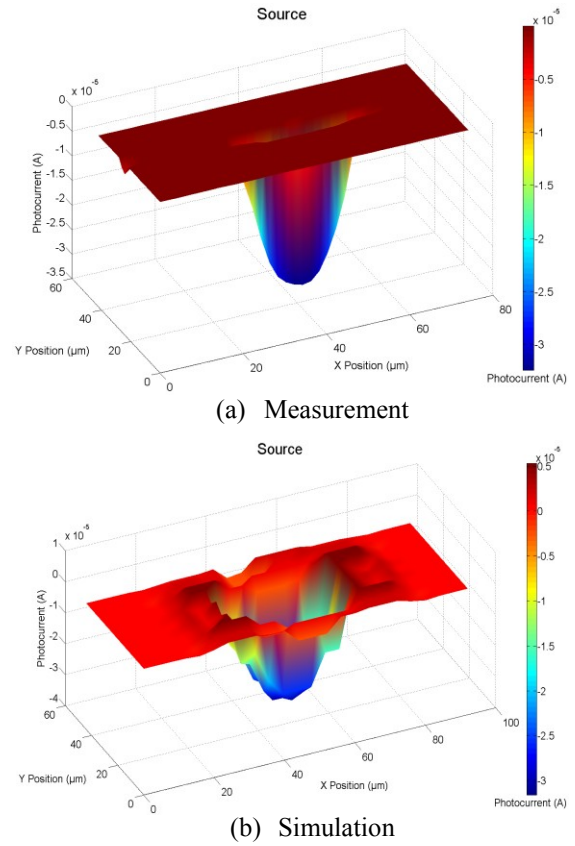 Source
x 10⁻⁵
0
-0.5
-1
-1.5
-2
-2.5
-3
-3.5
Photocurrent (A)
60
40
20
0
Y Position (µm)
0
20
40
60
80
X Position (µm)
x 10⁻⁵
-0.5
-1
-1.5
-2
-2.5
-3
Photocurrent (A)
(a) Measurement
Source
x 10⁻⁵
1
0
-1
-2
-3
-4
Photocurrent (A)
60
40
20
0
Y Position (µm)
0
20
40
60
80
100
X Position (µm)
x 10⁻⁵
0.5
0
-0.5
-1
-1.5
-2
-2.5
-3
Photocurrent (A)
(b) Simulation